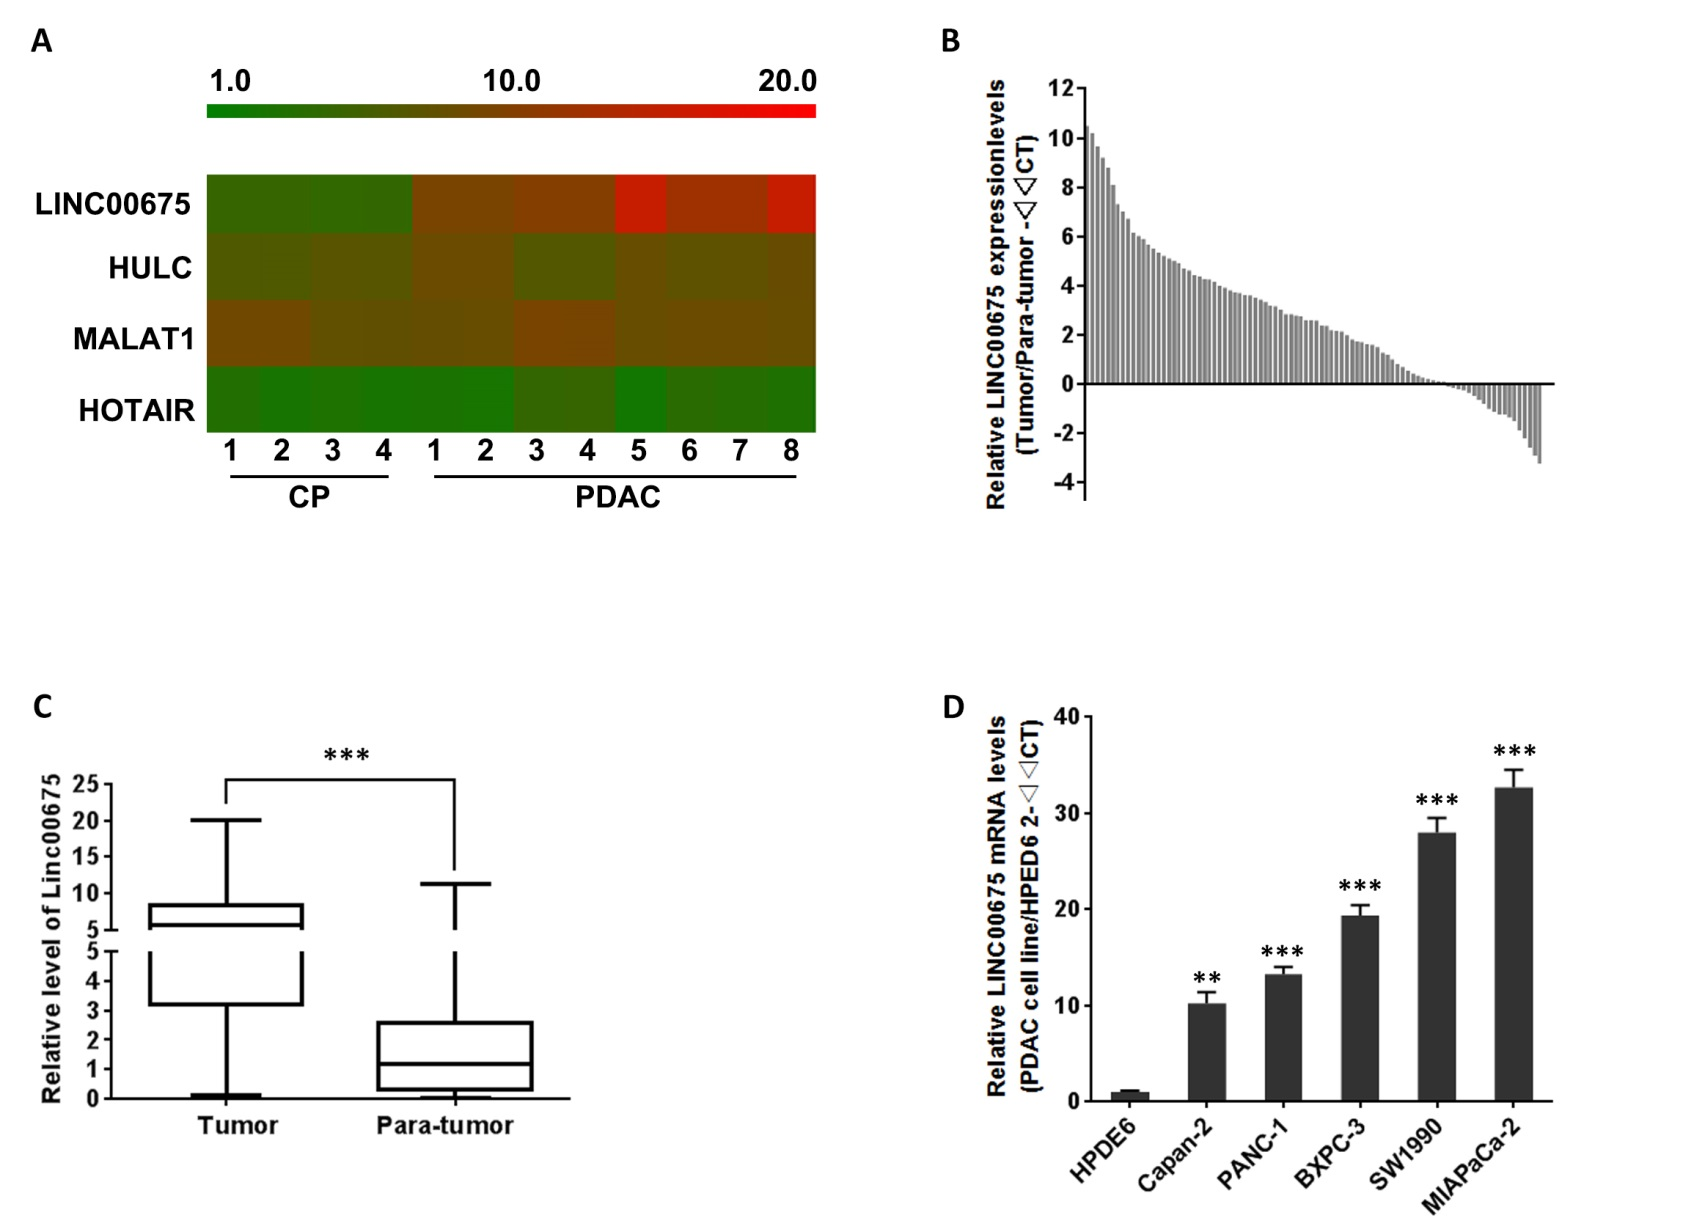 A
1.0 10.0 20.0
LINC00675
HULC
MALAT1
HOTAIR
1 2 3 4 1 2 3 4 5 6 7 8
CP PDAC
B
Relative LINC00675 expressionlevels
(Tumor/Para-tumor -◁◁CT)
12
10
8
6
4
2
0
-2
-4
C
***
Relative level of Linc00675
25
20
15
10
5
5
4
3
2
1
0
Tumor Para-tumor
D
Relative LINC00675 mRNA levels
(PDAC cell line/HPED6 2-◁◁CT)
40
30
20
10
0
**
***
***
***
***
HPDE6
Capan-2
PANC-1
BXPC-3
SW1990
MIAPaCa-2